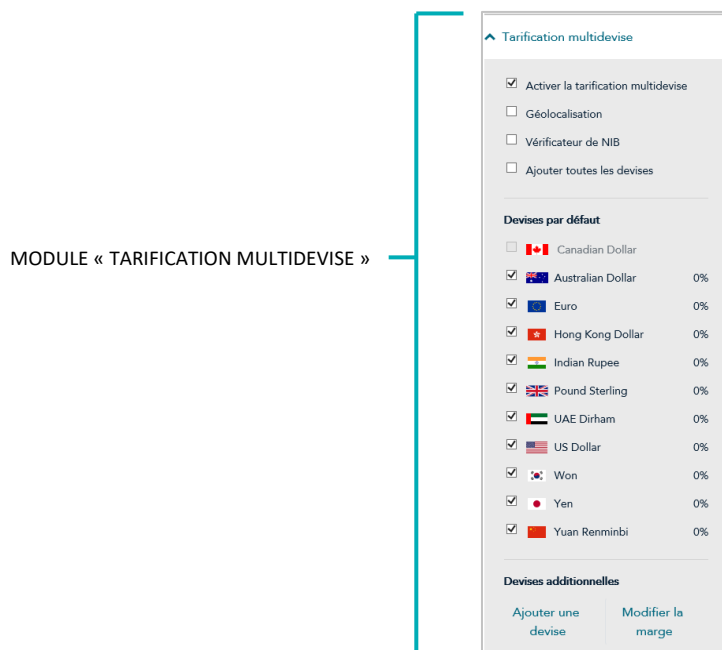 MODULE « TARIFICATION MULTIDEVISE »
Tarification multidevise
Activer la tarification multidevise
Géolocalisation
Vérificateur de NIB
Ajouter toutes les devises
Devises par défaut
Canadian Dollar
Australian Dollar 0%
Euro 0%
Hong Kong Dollar 0%
Indian Rupee 0%
Pound Sterling 0%
UAE Dirham 0%
US Dollar 0%
Won 0%
Yen 0%
Yuan Renminbi 0%
Devises additionnelles
Ajouter une
devise
Modifier la
marge